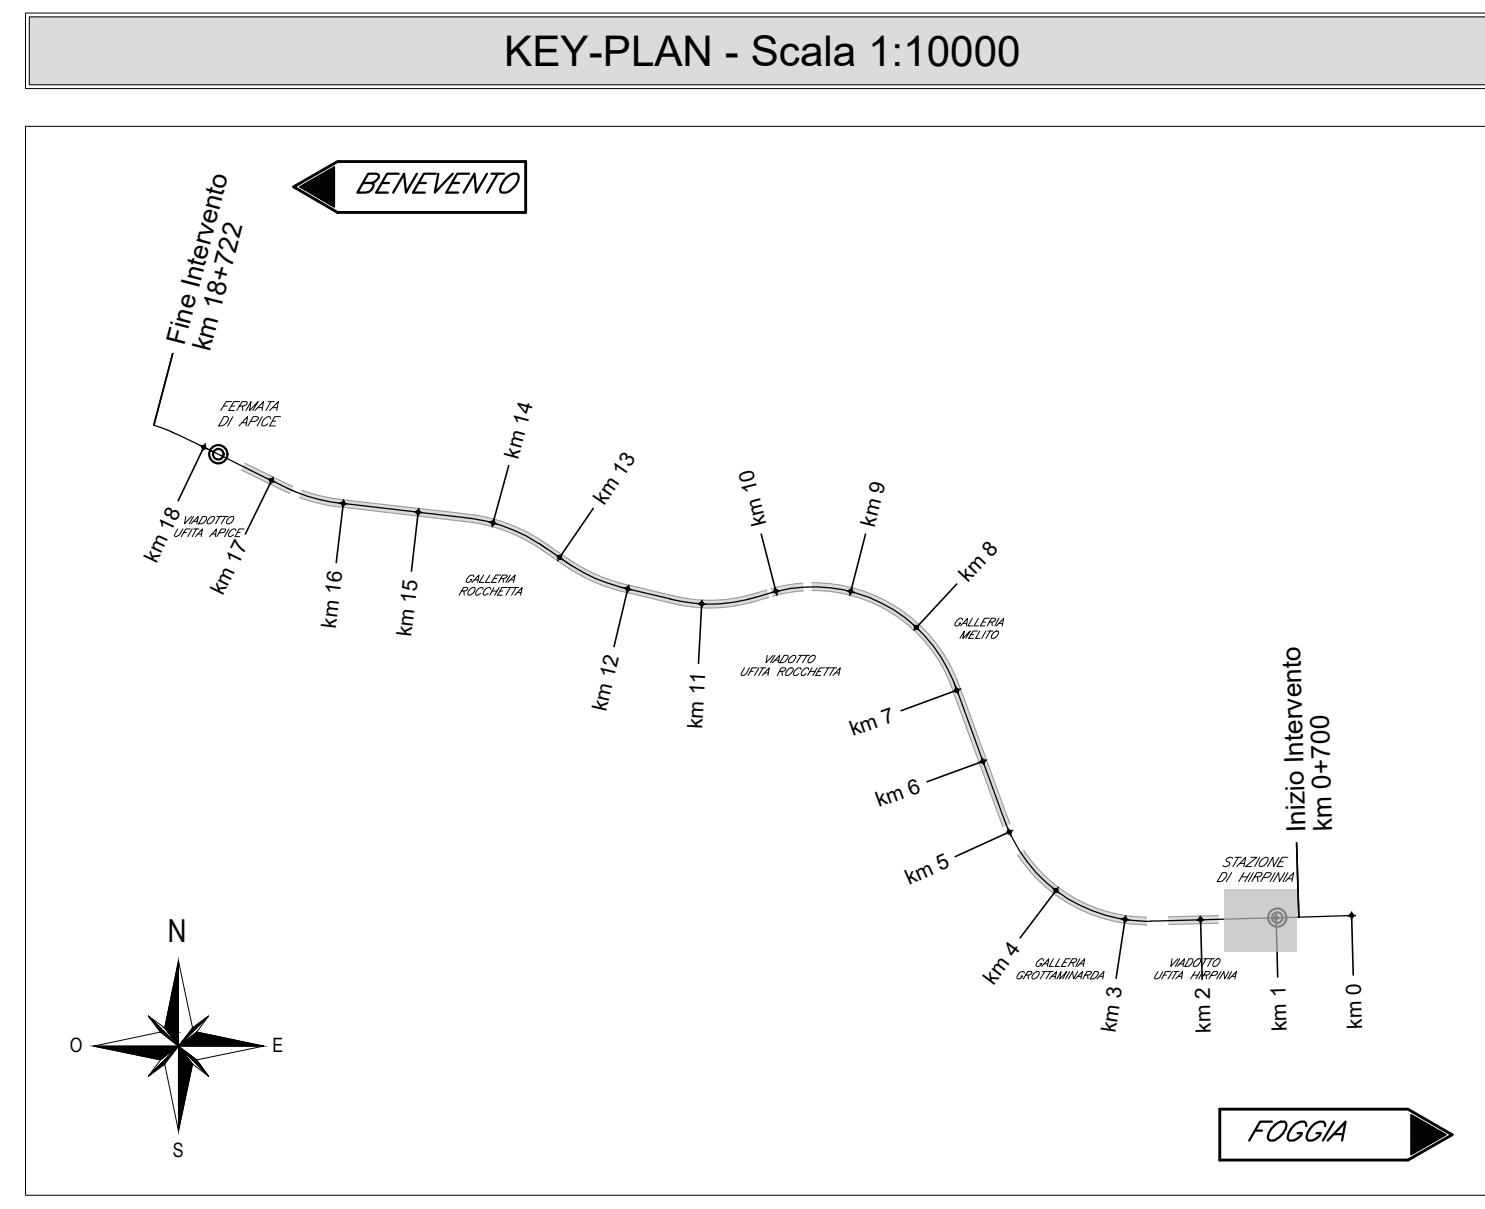 KEY-PLAN - Scala 1:10000
BENEVENTO
Fine Intervento
km 18+722
FERMATA
DI APICE
km 18
VIADOTTO
UFITA APICE
km 17
km 16
km 15
km 14
GALLERIA
ROCCHETTA
km 13
km 12
km 11
km 10
VIADOTTO
UFITA ROCCHETTA
km 9
km 8
GALLERIA
MELITO
km 7
km 6
km 5
km 4
GALLERIA
GROTTAMINARDA
km 3
VIADOTTO
UFITA HIRPINIA
km 2
STAZIONE
DI HIRPINIA
km 1
Inizio Intervento
km 0+700
km 0
N
O
E
S
FOGGIA